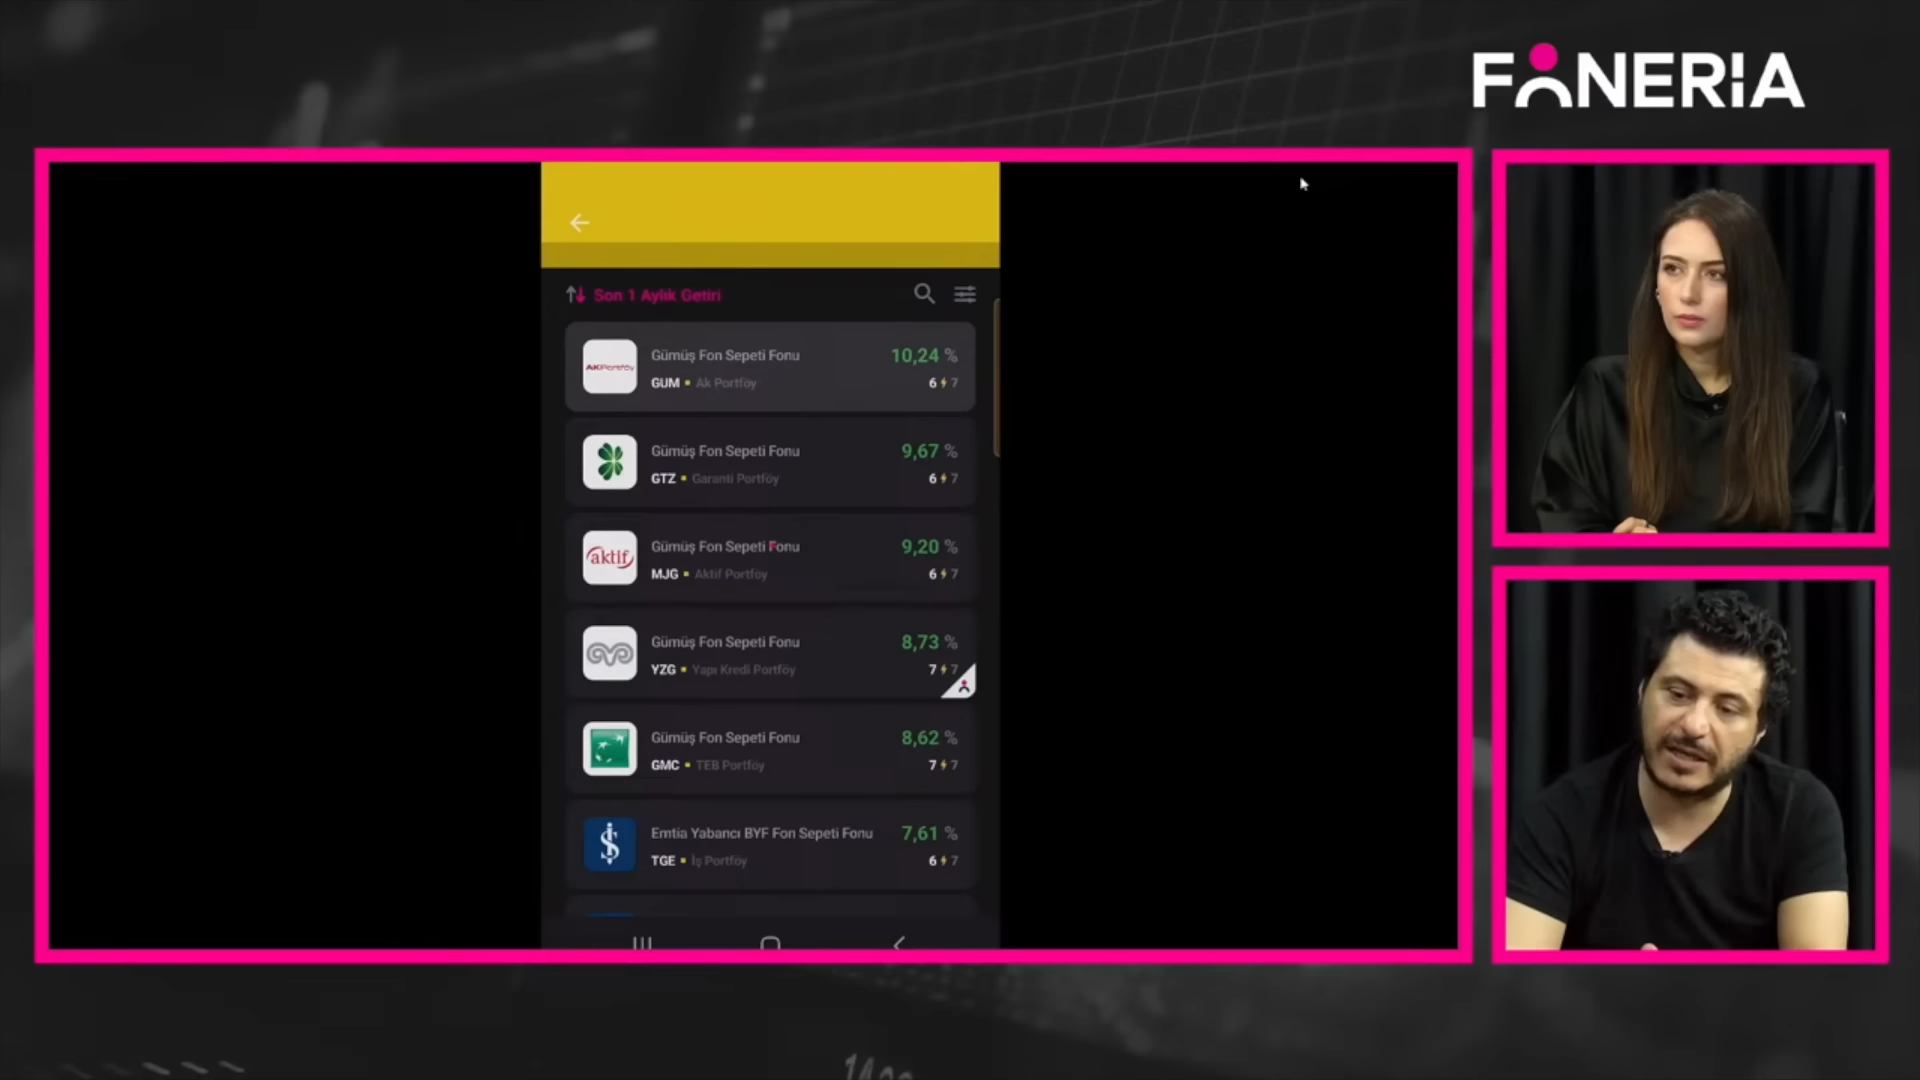 FONERIA
Son 1 Aylık Getiri
AKPortföy
Gümüş Fon Sepeti Fonu
10,24 %
GUM • Ak Portföy
6 7
Gümüş Fon Sepeti Fonu
9,67 %
GTZ • Garanti Portföy
6 7
aktif
Gümüş Fon Sepeti Fonu
9,20 %
MJG • Aktif Portföy
6 7
Gümüş Fon Sepeti Fonu
8,73 %
YZG • Yapı Kredi Portföy
7 7
Gümüş Fon Sepeti Fonu
8,62 %
GMC • TEB Portföy
7 7
Emtia Yabancı BYF Fon Sepeti Fonu
7,61 %
TGE • İş Portföy
6 7